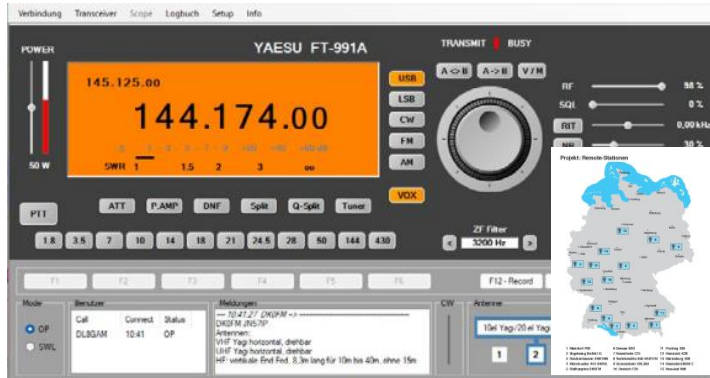 Verbindung Transceiver Scope Logbuch Setup Info
POWER
YAESU FT-991A
TRANSMIT BUSY
145.125.00
144.174.00
SWR 1 1.5 2 3 ∞
50 W
USB
LSB
CW
FM
AM
VOX
A<>B A->B V/M
RF 98 %
SQL 0 %
RIT 0,00 kHz
NR 30 %
PTT
ATT P.AMP DNF Split Q-Split Tuner
1.8 3.5 7 10 14 18 21 24.5 28 50 144 430
ZF Filter
< 3200 Hz >
F1 F2 F3 F4 F5 F6 F12 - Record
Mode
OP
SWL
Benutzer
Call Connect Status
DL8GAM 10:41 OP
Meldungen
--- 10:41:27 DK0FM -> ---
DK0FM JN57IP
Antennen:
VHF Yagi horizontal, drehbar
UHF Yagi horizontal, drehbar
HF: vertikale End Fed, 8,3m lang für 10m bis 40m, ohne 15m
CW
Antenne
10el Yagi/20 el Yagi
1 2
Projekt: Remote-Stationen